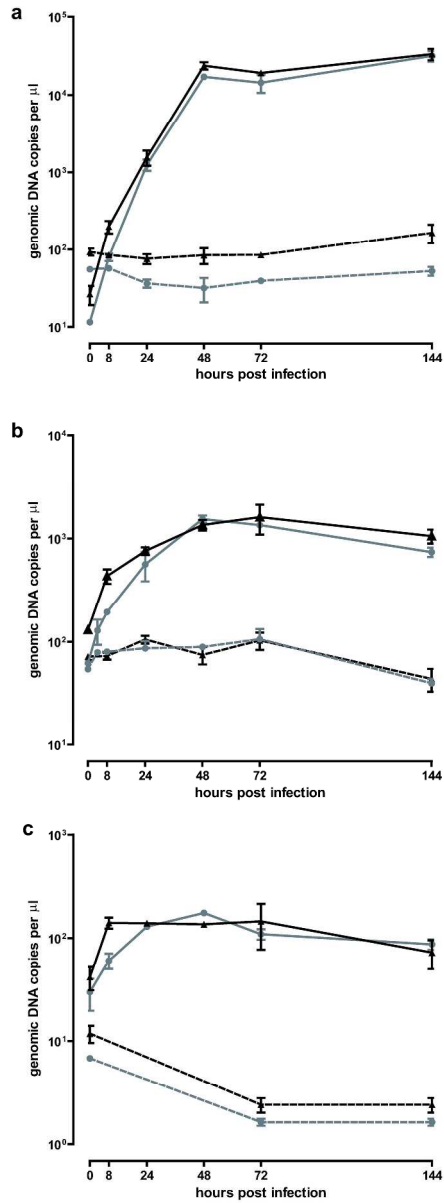 a
genomic DNA copies per μl
10⁵
10⁴
10³
10²
10¹
0 8 24 48 72 144
hours post infection
b
genomic DNA copies per μl
10⁴
10³
10²
10¹
0 8 24 48 72 144
hours post infection
c
genomic DNA copies per μl
10³
10²
10¹
10⁰
0 8 24 48 72 144
hours post infection